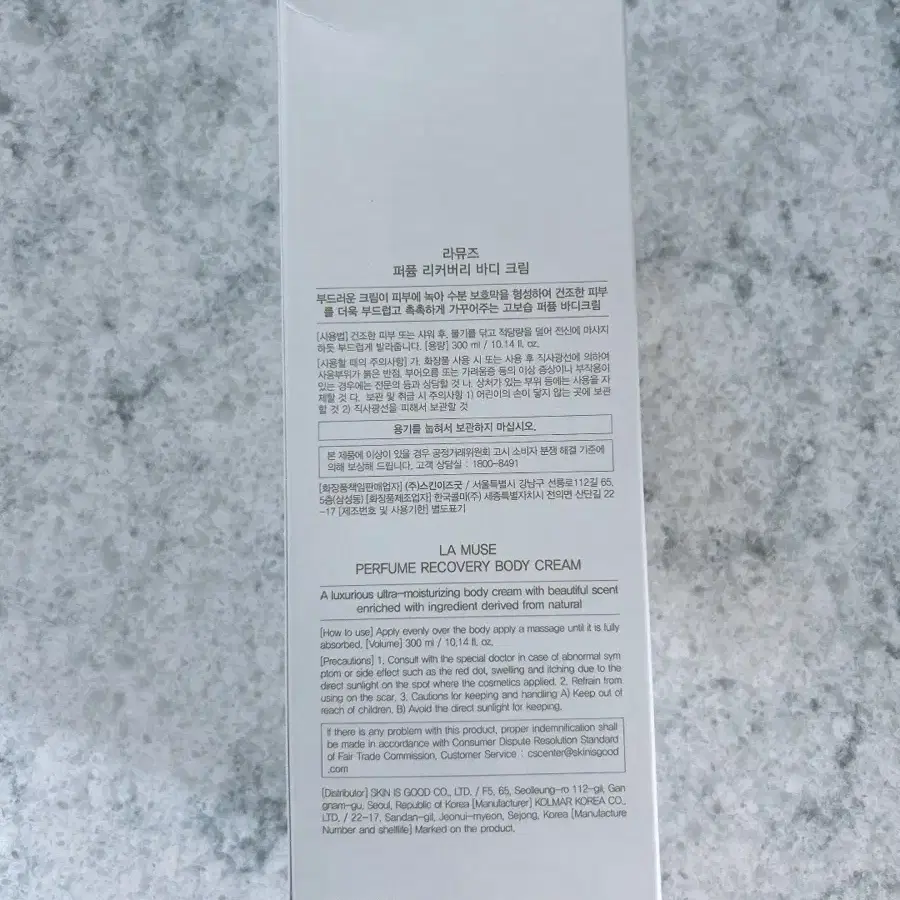 라뮤즈
퍼퓸 리커버리 바디 크림
부드러운 크림이 피부에 녹아 수분 보호막을 형성하여 건조한 피부
를 더욱 부드럽고 촉촉하게 가꾸어주는 고보습 퍼퓸 바디크림
[사용법] 건조한 피부 또는 샤워 후, 물기를 닦고 적당량을 덜어 전신에 마사지
하듯 부드럽게 발라줍니다. [용량] 300 ml / 10.14 fl. oz.
[사용할 때의 주의사항] 가. 화장품 사용 시 또는 사용 후 직사광선에 의하여
사용부위가 붉은 반점, 부어오름 또는 가려움증 등의 이상 증상이나 부작용이
있는 경우에는 전문의 등과 상담할 것 나. 상처가 있는 부위 등에는 사용을 자
제할 것 다. 보관 및 취급 시 주의사항 1) 어린이의 손이 닿지 않는 곳에 보관
할 것 2) 직사광선을 피해서 보관할 것
용기를 눕혀서 보관하지 마십시오.
본 제품에 이상이 있을 경우 공정거래위원회 고시 소비자 분쟁 해결 기준에
의해 보상해 드립니다. 고객 상담실 : 1800-8491
[화장품책임판매업자] (주)스킨이즈굿 / 서울특별시 강남구 선릉로112길 65,
5층(삼성동) [화장품제조업자] 한국콜마(주) 세종특별자치시 전의면 산단길 22
-17 [제조번호 및 사용기한] 별도표기
LA MUSE
PERFUME RECOVERY BODY CREAM
A luxurious ultra-moisturizing body cream with beautiful scent
enriched with ingredient derived from natural
[How to use] Apply evenly over the body apply a massage until it is fully
absorbed. [Volume] 300 ml / 10.14 fl. oz.
[Precautions] 1. Consult with the special doctor in case of abnormal sym
ptom or side effect such as the red dot, swelling and itching due to the
direct sunlight on the spot where the cosmetics applied. 2. Refrain from
using on the scar. 3. Cautions for keeping and handling A) Keep out of
reach of children. B) Avoid the direct sunlight for keeping.
If there is any problem with this product, proper indemnification shall
be made in accordance with Consumer Dispute Resolution Standard
of Fair Trade Commission, Customer Service : cscenter@skinisgood
.com
[Distributor] SKIN IS GOOD CO., LTD. / F5, 65, Seolleung-ro 112-gil, Gan
gnam-gu, Seoul, Republic of Korea [Manufacturer] KOLMAR KOREA CO.,
LTD. / 22-17, Sandan-gil, Jeonui-myeon, Sejong, Korea [Manufacture
Number and shelflife] Marked on the product.